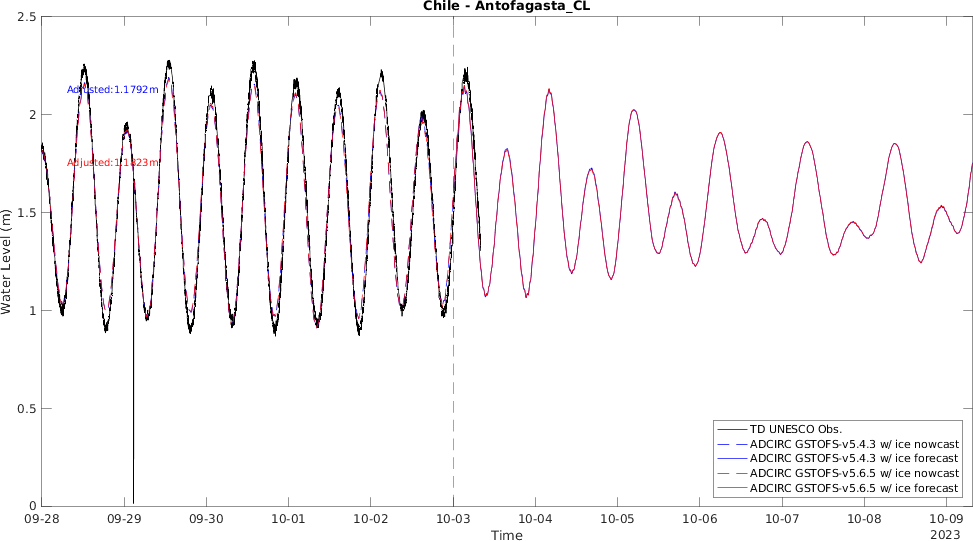 Chile - Antofagasta_CL
2.5
2
1.5
1
0.5
0
Water Level (m)
Adjusted:1.1792m
Adjusted:1.1823m
TD UNESCO Obs.
ADCIRC GSTOFS-v5.4.3 w/ ice nowcast
ADCIRC GSTOFS-v5.4.3 w/ ice forecast
ADCIRC GSTOFS-v5.6.5 w/ ice nowcast
ADCIRC GSTOFS-v5.6.5 w/ ice forecast
09-28 09-29 09-30 10-01 10-02 10-03 10-04 10-05 10-06 10-07 10-08 10-09
2023
Time